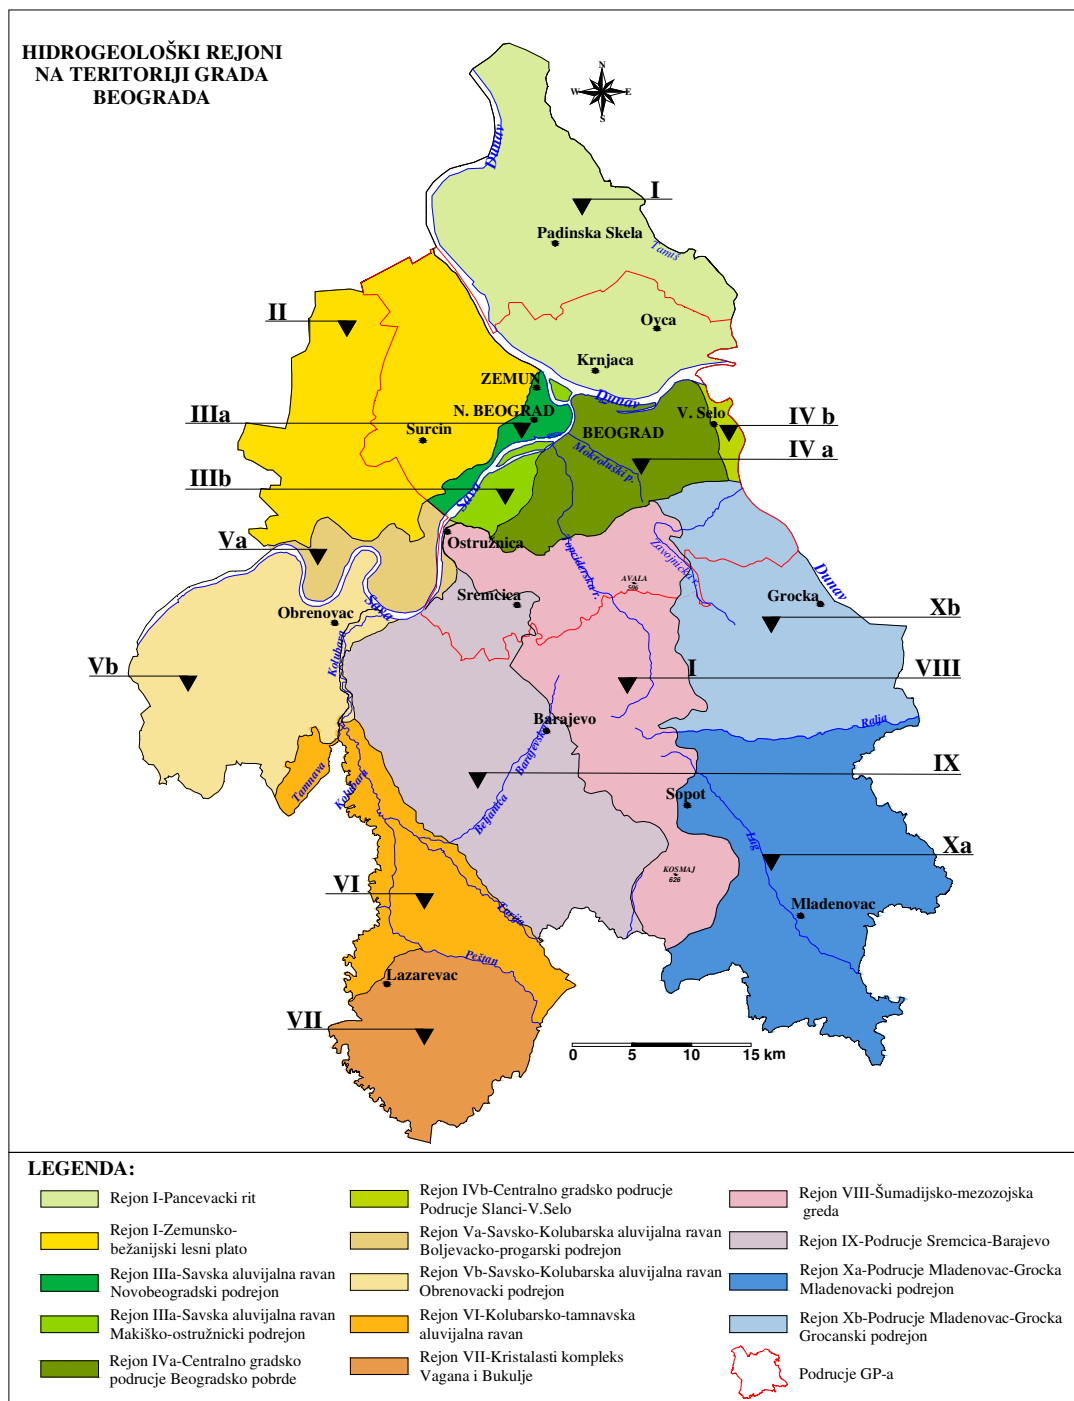 HIDROGEOLOŠKI REJONI
NA TERITORIJI GRADA
BEOGRADA
N
W
E
S
Dunav
I
Padinska Skela
Tamiš
II
Ovca
Krnjaca
ZEMUN
Dunav
IIIa
N. BEOGRAD
V. Selo
IV b
Surcin
BEOGRAD
IV a
Mokroluški p.
IIIb
Sava
Va
Ostružnica
Topciderska r.
Zavojnicka r.
AVALA
596
Dunav
Sremcica
Grocka
Xb
Obrenovac
Sava
Kolubara
Vb
I
VIII
Barajevo
Ralja
Barajevska
Tamnava
Kolubara
IX
Beljanica
Sopot
Lug
Xa
KOSMAJ
626
VI
Mladenovac
Turija
Peštan
Lazarevac
VII
0 5 10 15 km
LEGENDA:
Rejon I-Pancevacki rit
Rejon I-Zemunsko-
bežanijski lesni plato
Rejon IIIa-Savska aluvijalna ravan
Novobeogradski podrejon
Rejon IIIa-Savska aluvijalna ravan
Makiško-ostružnicki podrejon
Rejon IVa-Centralno gradsko
podrucje Beogradsko pobrde
Rejon IVb-Centralno gradsko podrucje
Podrucje Slanci-V.Selo
Rejon Va-Savsko-Kolubarska aluvijalna ravan
Boljevacko-progarski podrejon
Rejon Vb-Savsko-Kolubarska aluvijalna ravan
Obrenovacki podrejon
Rejon VI-Kolubarsko-tamnavska
aluvijalna ravan
Rejon VII-Kristalasti kompleks
Vagana i Bukulje
Rejon VIII-Šumadijsko-mezozojska
greda
Rejon IX-Podrucje Sremcica-Barajevo
Rejon Xa-Podrucje Mladenovac-Grocka
Mladenovacki podrejon
Rejon Xb-Podrucje Mladenovac-Grocka
Grocanski podrejon
Podrucje GP-a